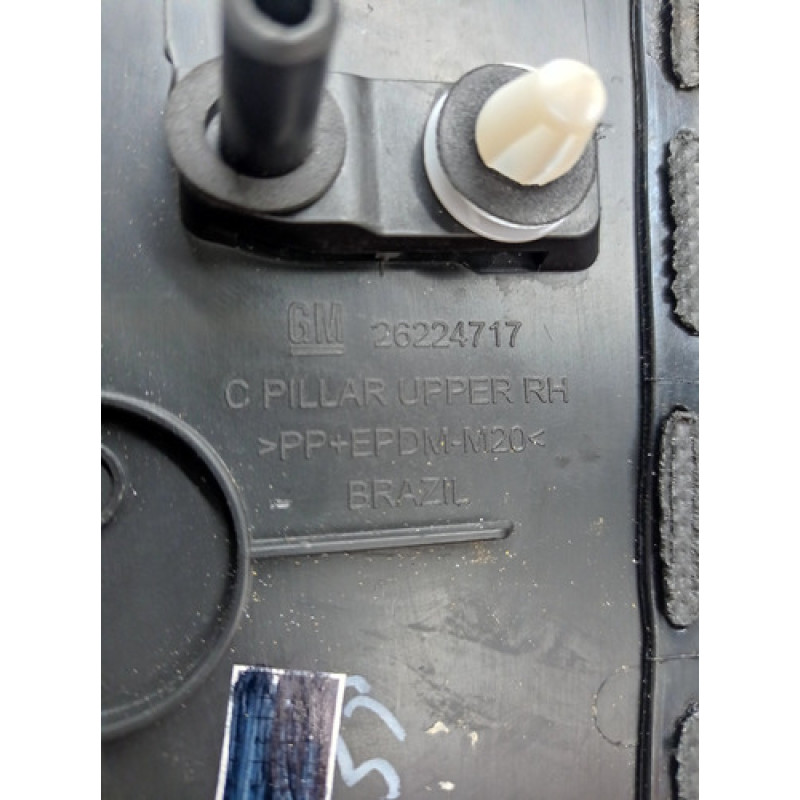 GM 26224717
C PILLAR UPPER RH
>PP+EPDM-M20<
BRAZIL